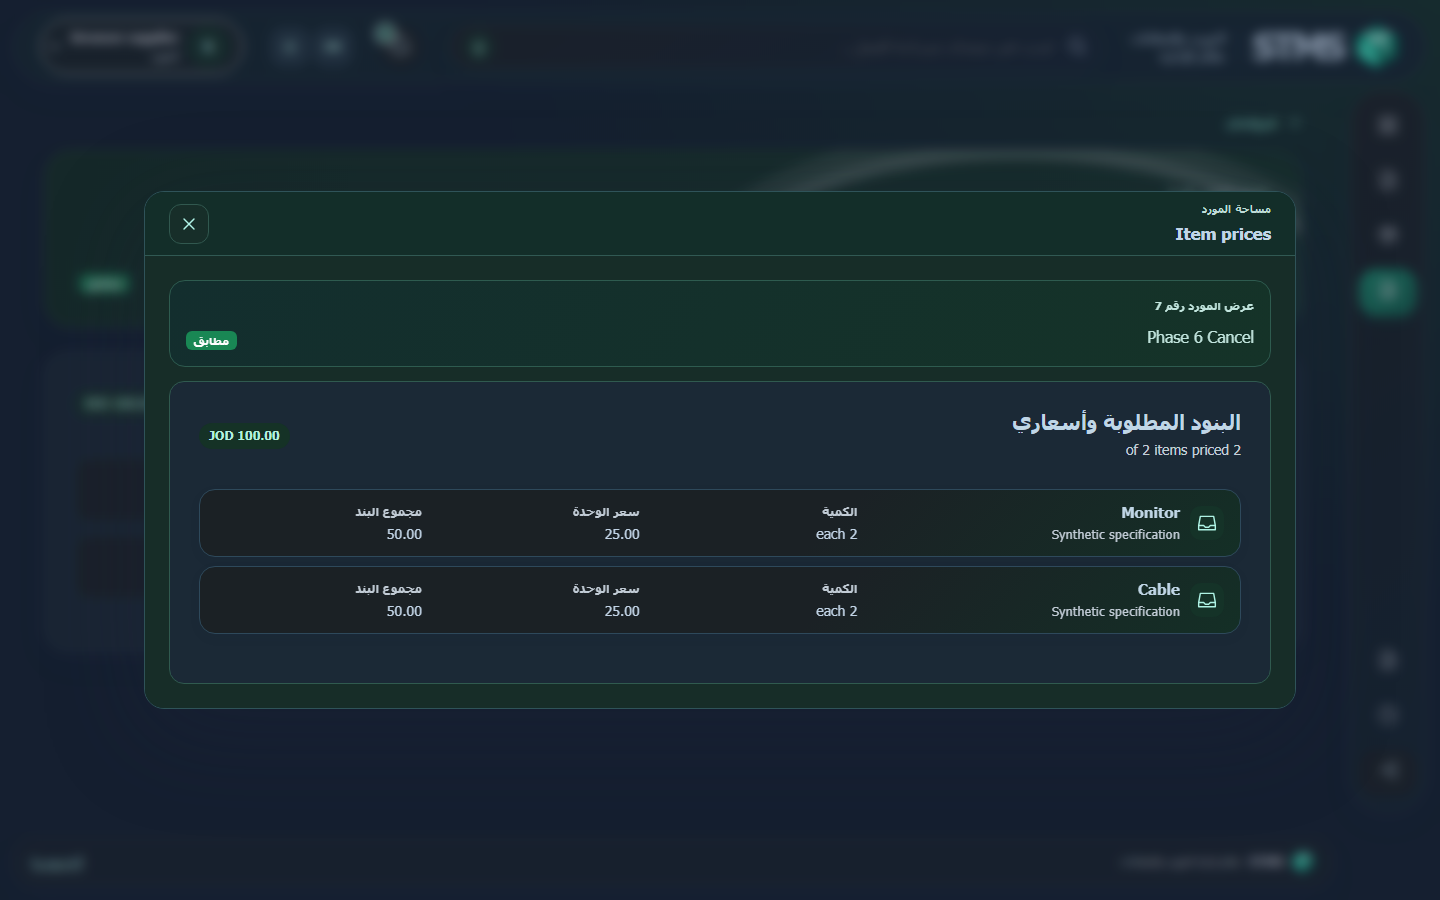 STMS
مساحة المورد
Item prices
عرض المورد رقم 7
Phase 6 Cancel
مطابق
البنود المطلوبة وأسعاري
of 2 items priced 2
JOD 100.00
Monitor
Synthetic specification
الكمية
each 2
سعر الوحدة
25.00
مجموع البند
50.00
Cable
Synthetic specification
الكمية
each 2
سعر الوحدة
25.00
مجموع البند
50.00